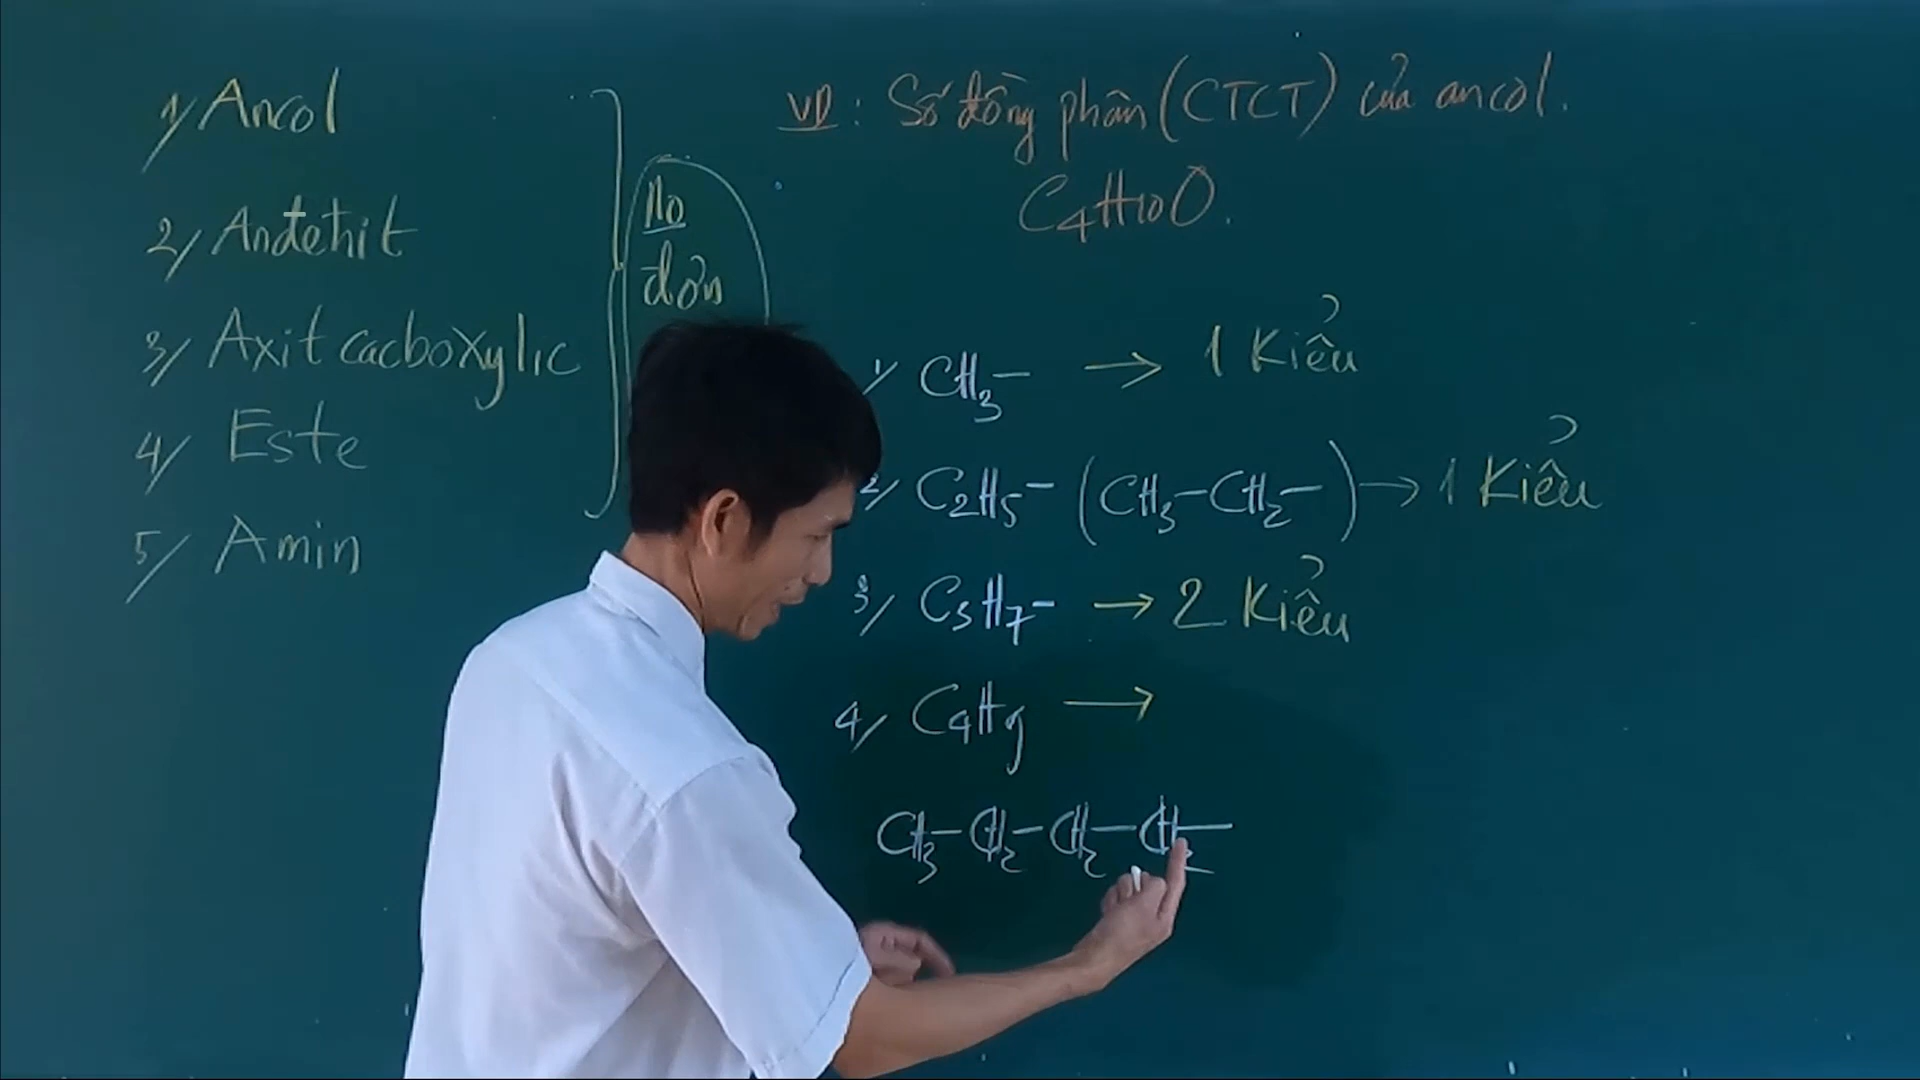 1/ Ancol
2/ Anđehit
3/ Axit cacboxylic
4/ Este
5/ Amin
no
đơn
VD: Số đồng phân (CTCT) của ancol.
C4H10O.
1/ CH3- → 1 Kiểu
2/ C2H5- (CH3-CH2-) → 1 Kiểu
3/ C3H7- → 2 Kiểu
4/ C4H9 →
CH3-CH2-CH2-CH2-